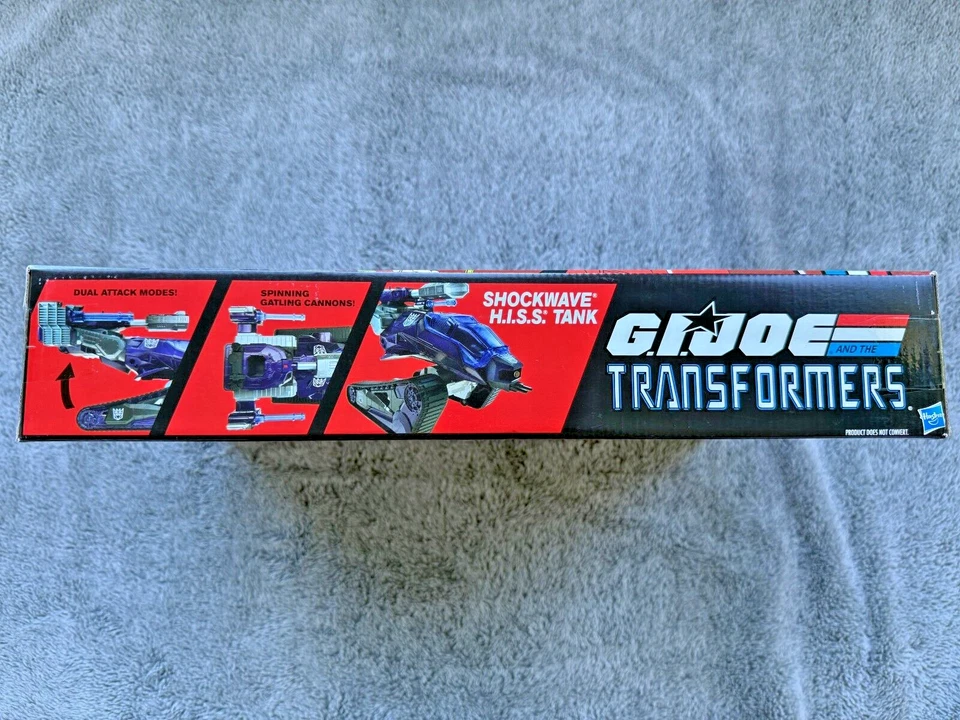 DUAL ATTACK MODES!
SPINNING
GATLING CANNONS!
SHOCKWAVE®
H.I.S.S.® TANK
G.I.JOE
AND THE
TRANSFORMERS.
PRODUCT DOES NOT CONVERT.
Hasbro